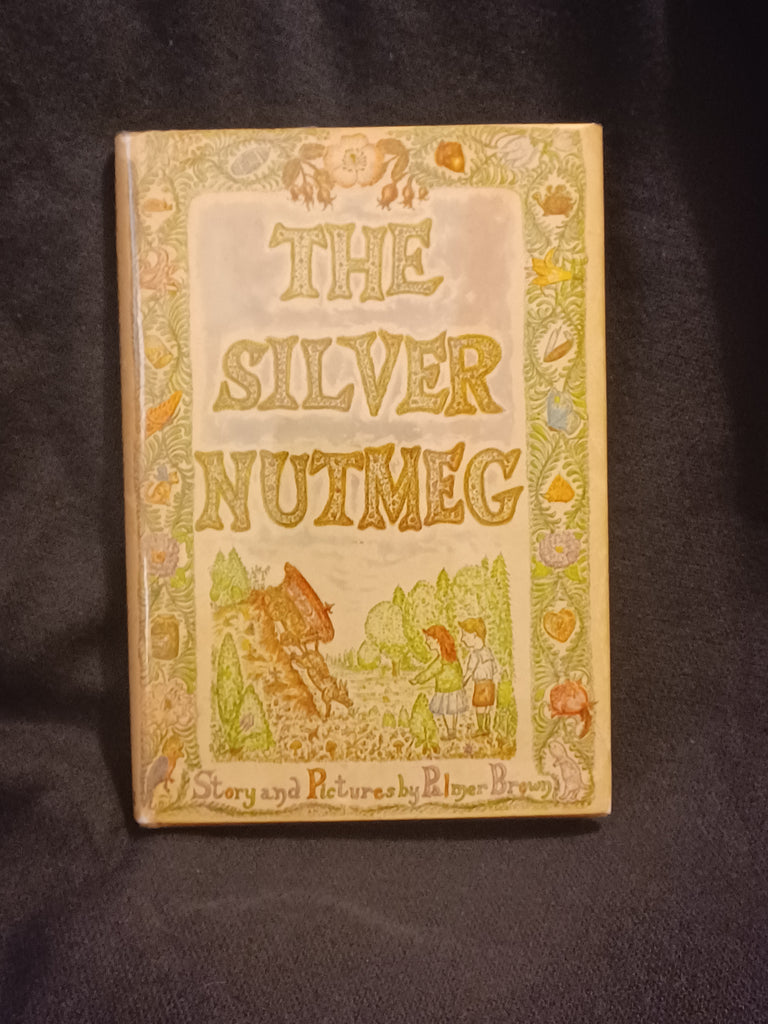 THE
SILVER
NUTMEG
Story and Pictures by Palmer Brown